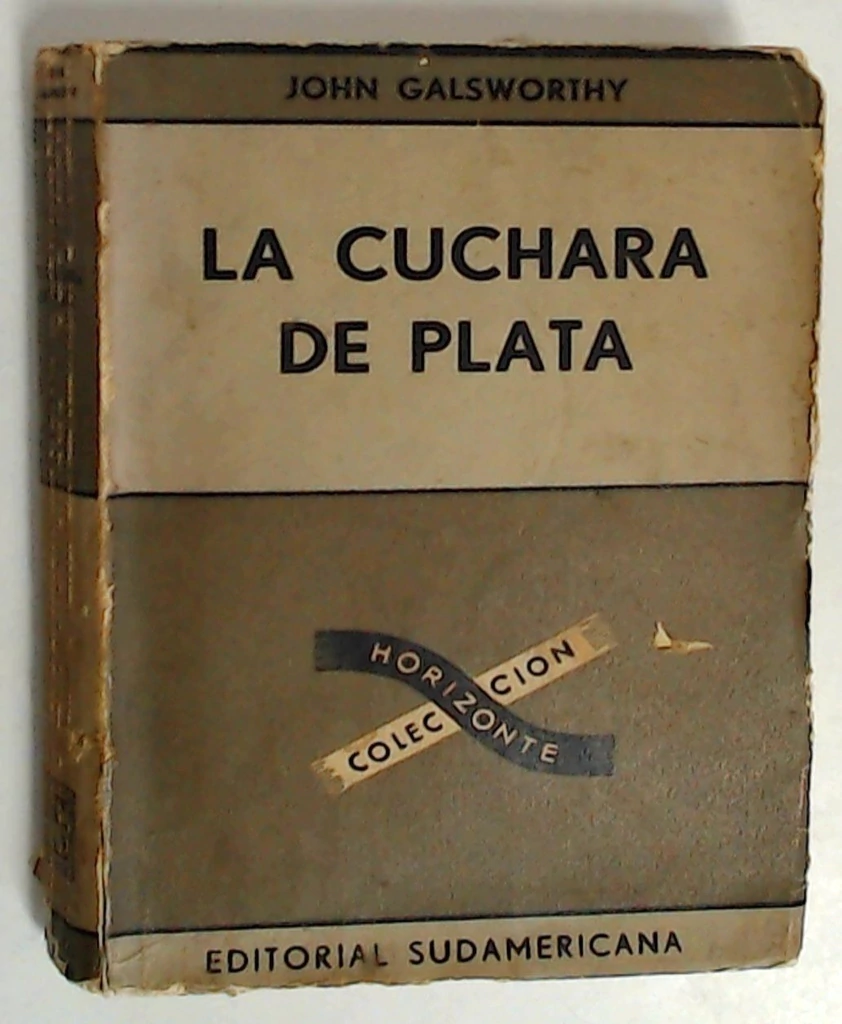 JOHN GALSWORTHY
LA CUCHARA
DE PLATA
COLECCION
HORIZONTE
EDITORIAL SUDAMERICANA